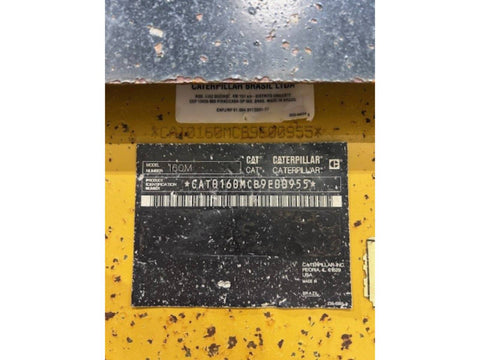 CATERPILLAR BRASIL LTDA
*CAT0160MCB9E00955*
MODEL NUMBER 160M CAT CATERPILLAR
CAT CATERPILLAR
PRODUCT IDENTIFICATION NUMBER *CAT0160MCB9E00955*
CATERPILLAR INC.
PEORIA, IL 61629
USA
MADE IN
BRAZIL